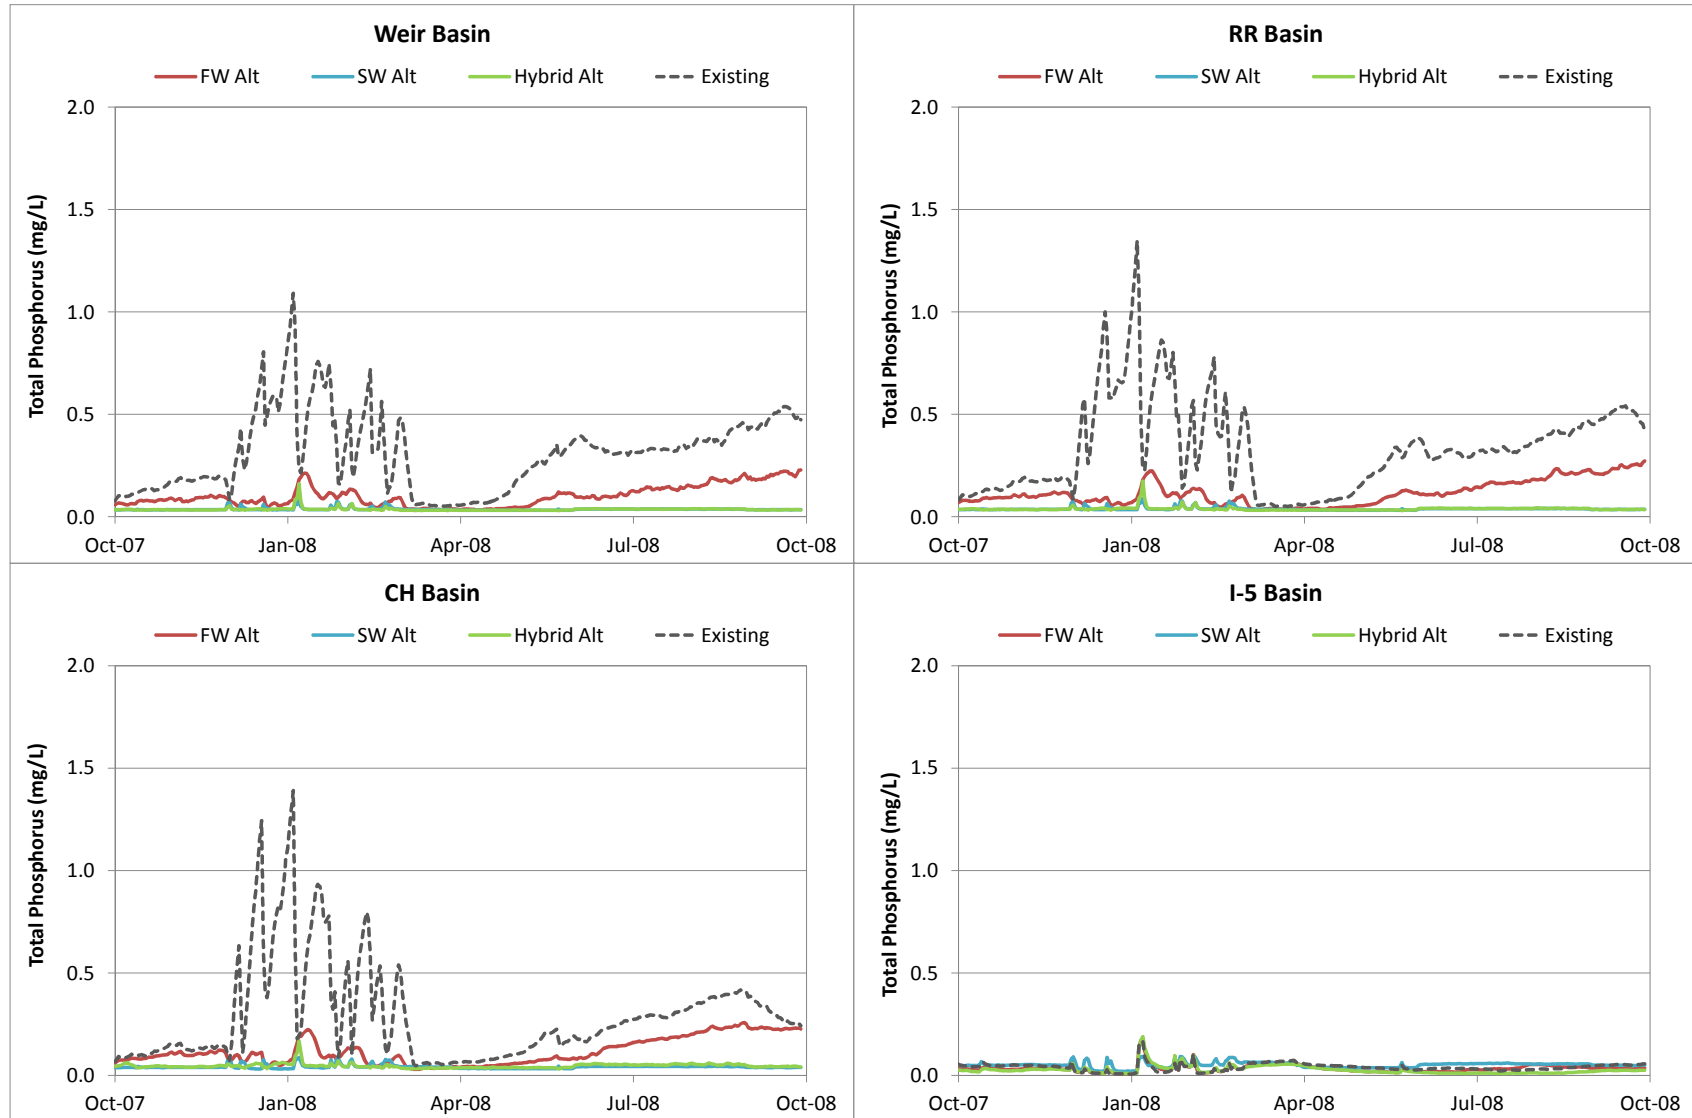 Weir Basin
FW Alt SW Alt Hybrid Alt Existing
Total Phosphorus (mg/L)
2.0
1.5
1.0
0.5
0.0
Oct-07 Jan-08 Apr-08 Jul-08 Oct-08
RR Basin
FW Alt SW Alt Hybrid Alt Existing
Total Phosphorus (mg/L)
2.0
1.5
1.0
0.5
0.0
Oct-07 Jan-08 Apr-08 Jul-08 Oct-08
CH Basin
FW Alt SW Alt Hybrid Alt Existing
Total Phosphorus (mg/L)
2.0
1.5
1.0
0.5
0.0
Oct-07 Jan-08 Apr-08 Jul-08 Oct-08
I-5 Basin
FW Alt SW Alt Hybrid Alt Existing
Total Phosphorus (mg/L)
2.0
1.5
1.0
0.5
0.0
Oct-07 Jan-08 Apr-08 Jul-08 Oct-08